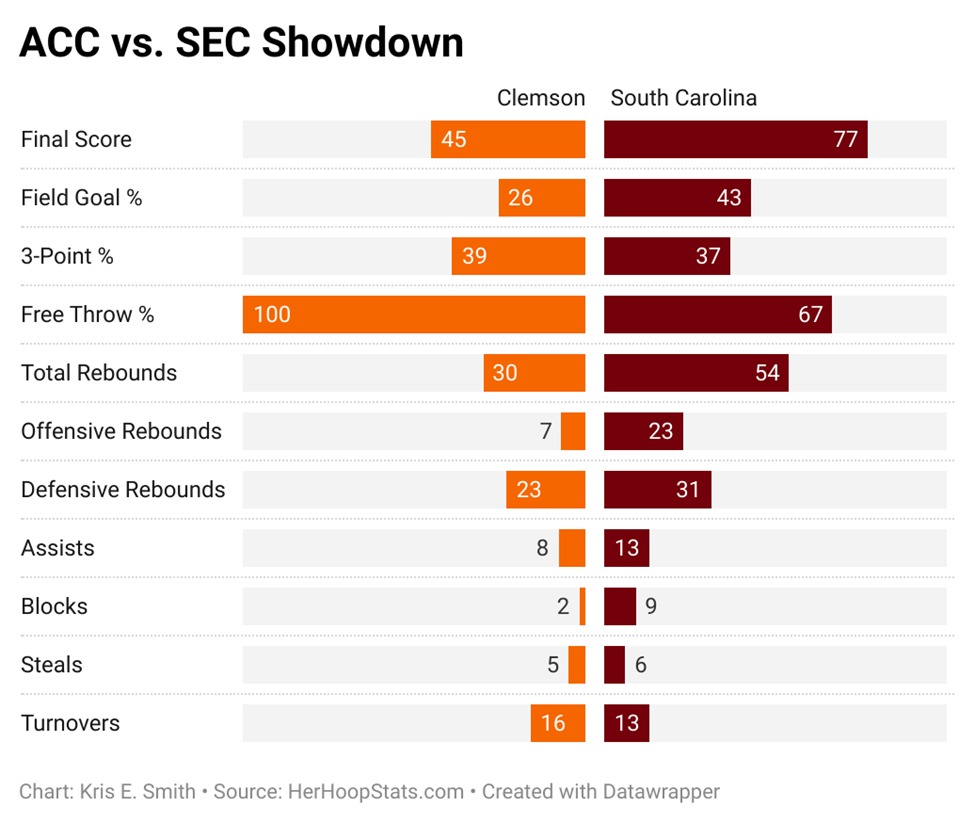 ACC vs. SEC Showdown
Clemson South Carolina
Final Score 45 77
Field Goal % 26 43
3-Point % 39 37
Free Throw % 100 67
Total Rebounds 30 54
Offensive Rebounds 7 23
Defensive Rebounds 23 31
Assists 8 13
Blocks 2 9
Steals 5 6
Turnovers 16 13
Chart: Kris E. Smith • Source: HerHoopStats.com • Created with Datawrapper